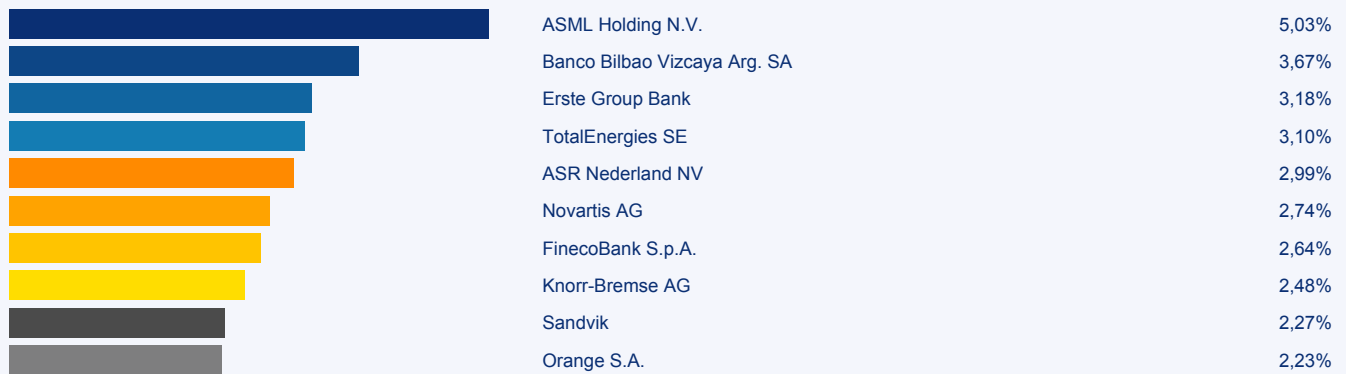 ASML Holding N.V. 5,03%
Banco Bilbao Vizcaya Arg. SA 3,67%
Erste Group Bank 3,18%
TotalEnergies SE 3,10%
ASR Nederland NV 2,99%
Novartis AG 2,74%
FinecoBank S.p.A. 2,64%
Knorr-Bremse AG 2,48%
Sandvik 2,27%
Orange S.A. 2,23%